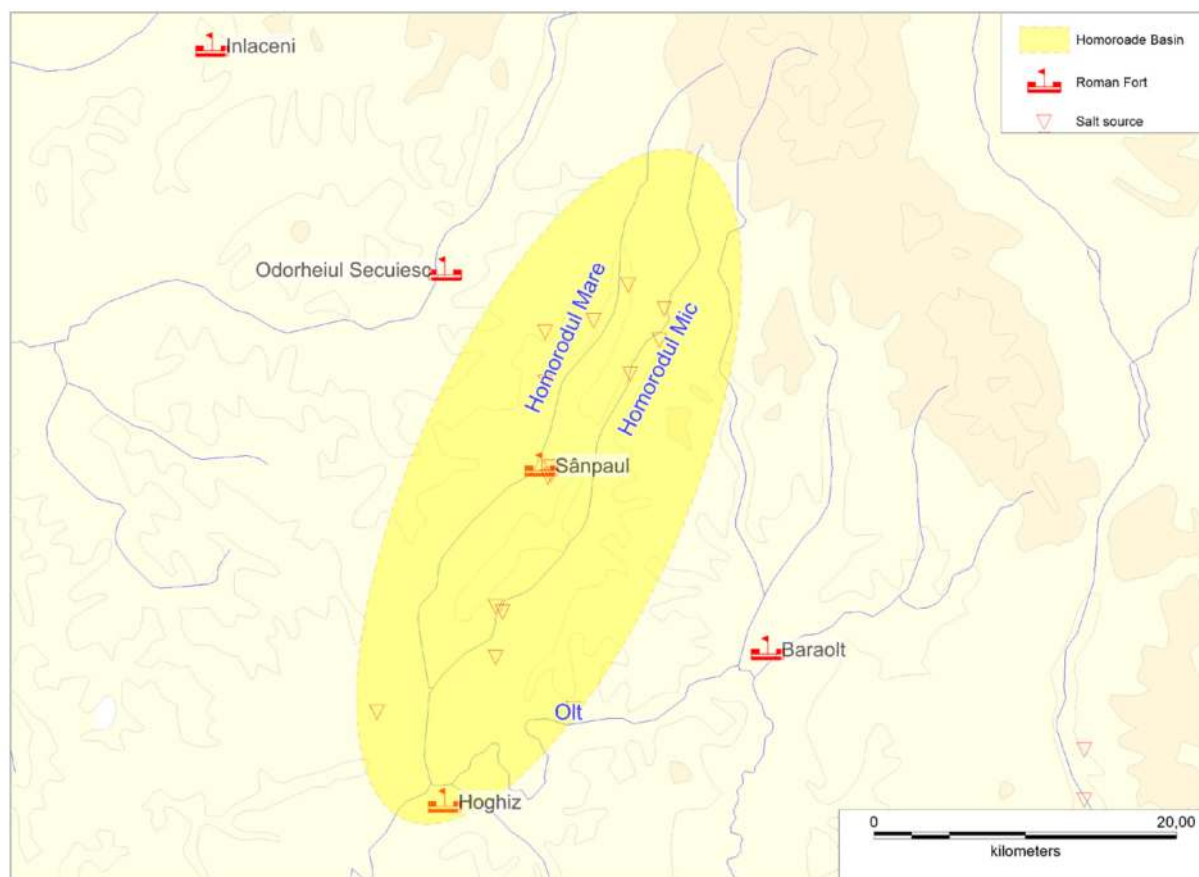 Inlaceni
Homoroade Basin
Roman Fort
Salt source
Odorheiul Secuiesc
Homorodul Mare
Homorodul Mic
Sânpaul
Baraolt
Olt
Hoghiz
0 20,00
kilometers